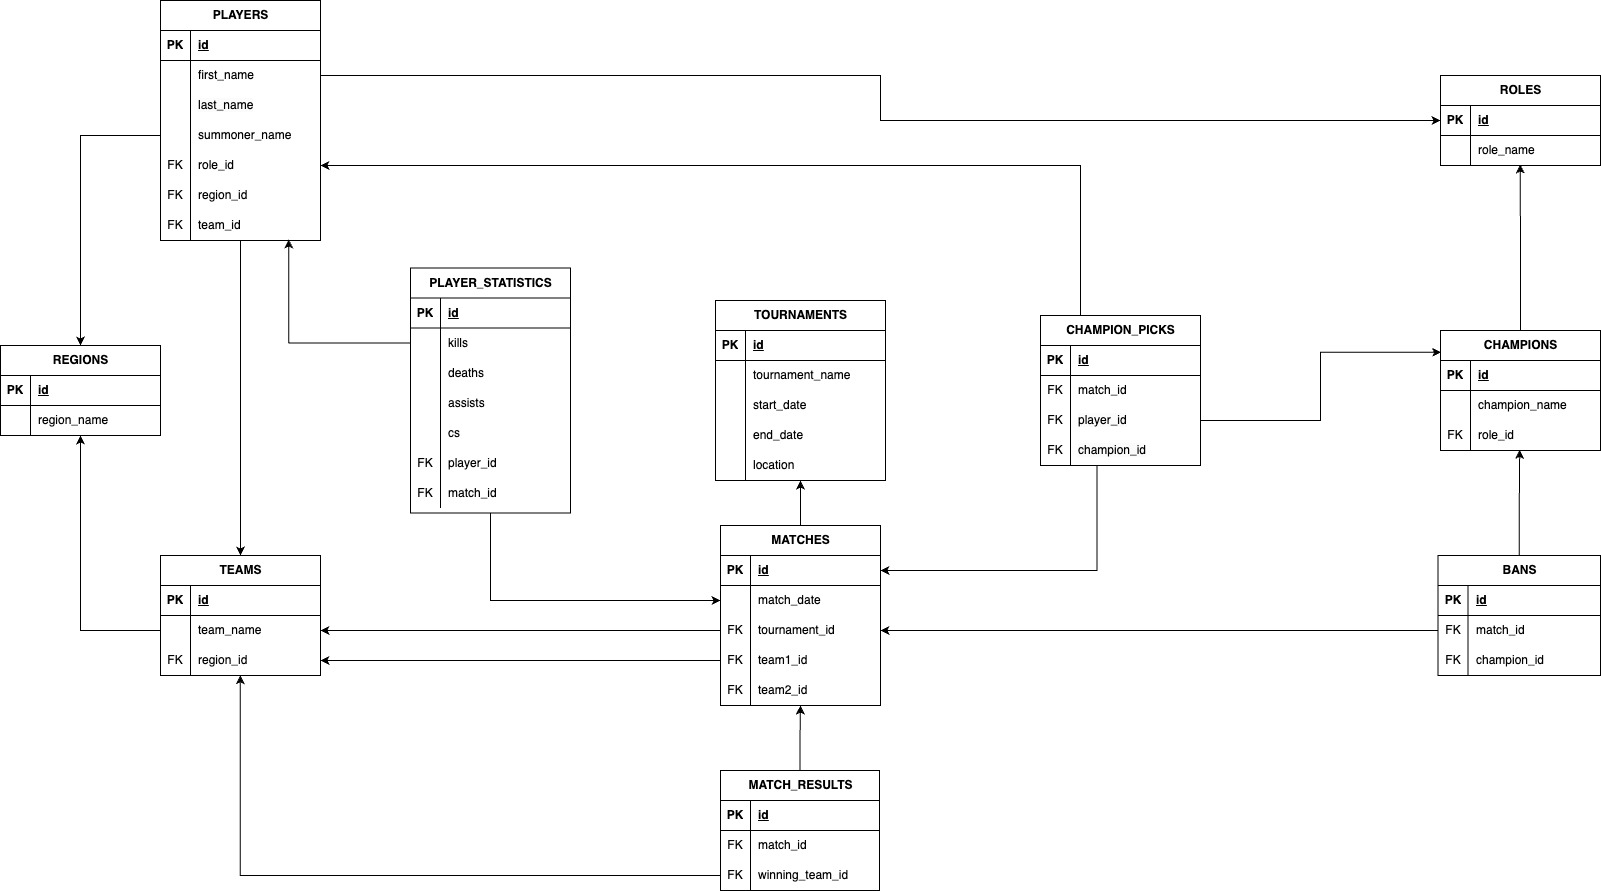 PLAYERS
PK id
first_name
last_name
summoner_name
FK role_id
FK region_id
FK team_id
ROLES
PK id
role_name
PLAYER_STATISTICS
PK id
kills
deaths
assists
cs
FK player_id
FK match_id
TOURNAMENTS
PK id
tournament_name
start_date
end_date
location
CHAMPION_PICKS
PK id
FK match_id
FK player_id
FK champion_id
CHAMPIONS
PK id
champion_name
FK role_id
REGIONS
PK id
region_name
TEAMS
PK id
team_name
FK region_id
MATCHES
PK id
match_date
FK tournament_id
FK team1_id
FK team2_id
BANS
PK id
FK match_id
FK champion_id
MATCH_RESULTS
PK id
FK match_id
FK winning_team_id